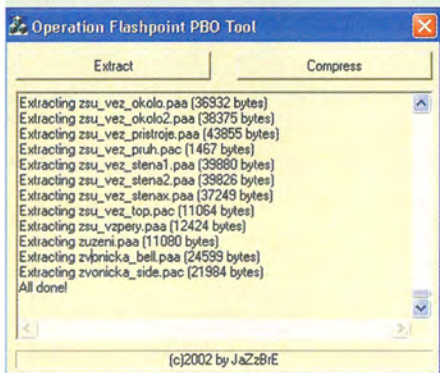 Operation Flashpoint PBO Tool
Extract Compress
Extracting zsu_vez_okolo.paa (36932 bytes)
Extracting zsu_vez_okolo2.paa (38375 bytes)
Extracting zsu_vez_pristroje.paa (43855 bytes)
Extracting zsu_vez_pruh.pac (1467 bytes)
Extracting zsu_vez_stena1.paa (39880 bytes)
Extracting zsu_vez_stena2.paa (39826 bytes)
Extracting zsu_vez_stenax.paa (37249 bytes)
Extracting zsu_vez_top.pac (11064 bytes)
Extracting zsu_vzpery.paa (12424 bytes)
Extracting zuzeni.paa (11080 bytes)
Extracting zvonicka_bell.paa (24599 bytes)
Extracting zvonicka_side.pac (21984 bytes)
All done!
(c)2002 by JaZzBrE